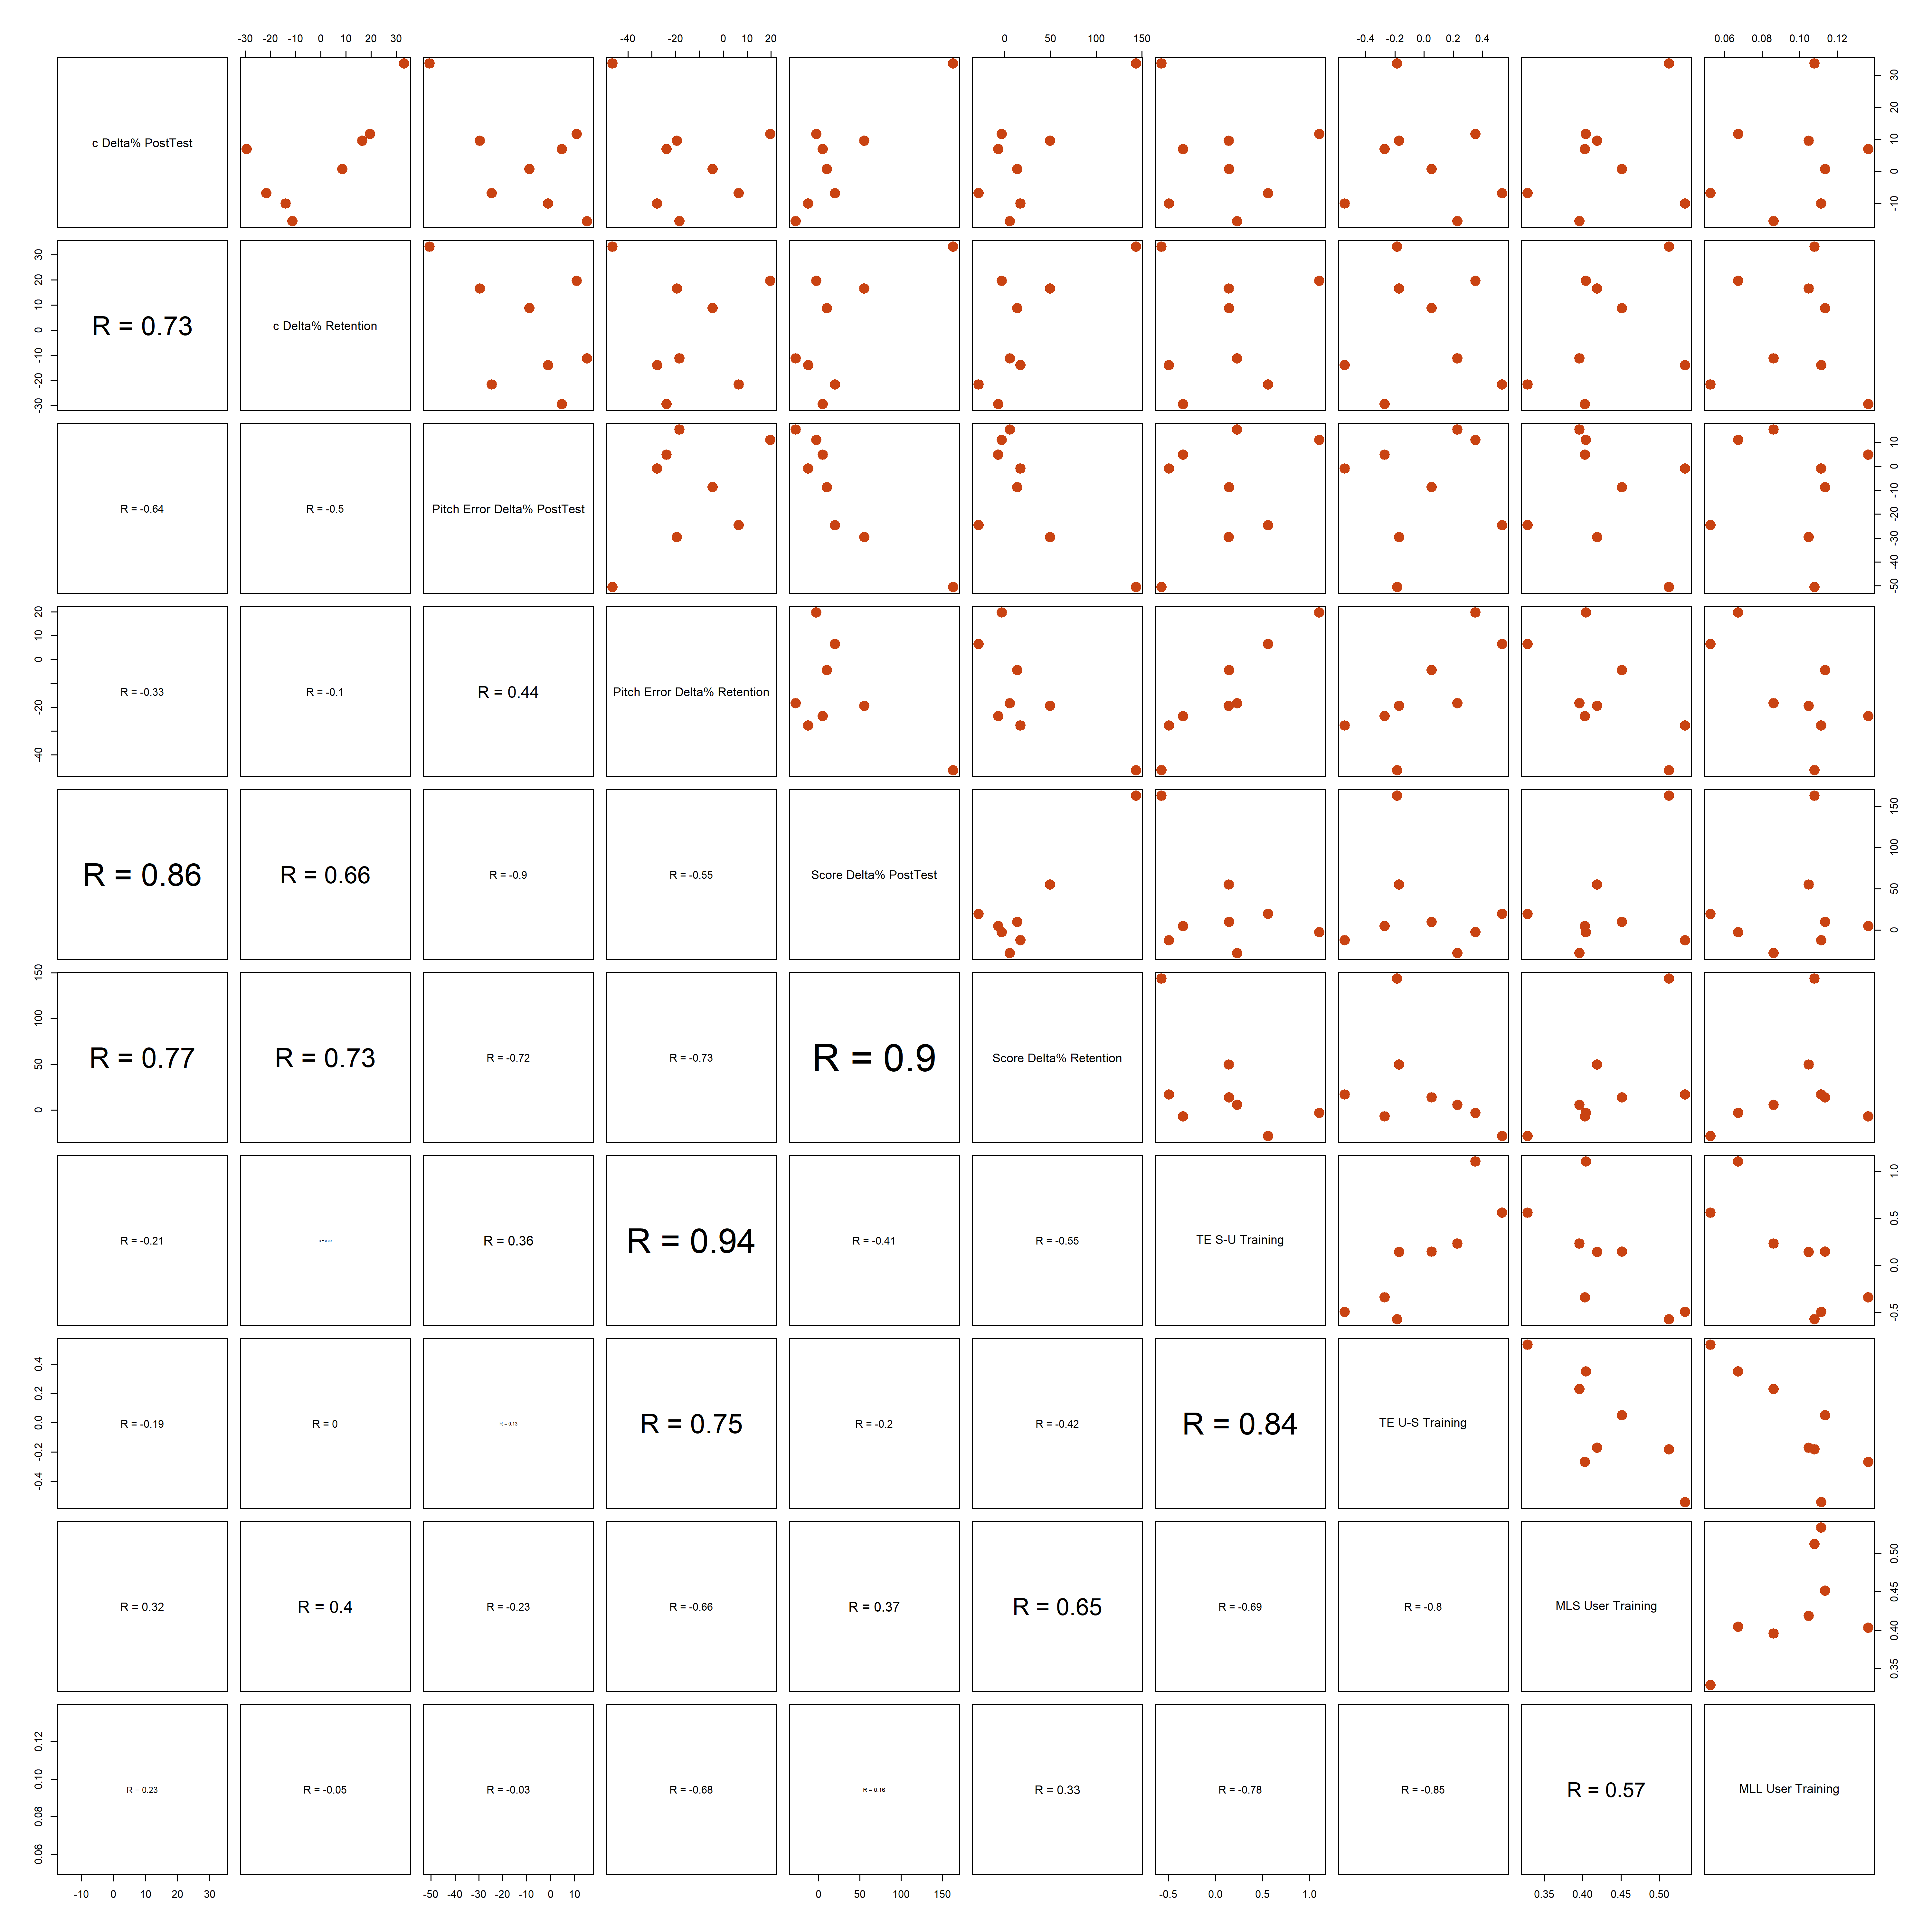 -30 -20 -10 0 10 20 30
-40 -20 0 10 20
0 50 100 150
-0.4 -0.2 0.0 0.2 0.4
0.06 0.08 0.10 0.12
c Delta% PostTest
-10 0 10 20 30
-30 -20 -10 0 10 20 30
R = 0.73
c Delta% Retention
R = -0.64
R = -0.5
Pitch Error Delta% PostTest
-50 -40 -30 -20 -10 0 10
-40 -20 0 10 20
R = -0.33
R = -0.1
R = 0.44
Pitch Error Delta% Retention
R = 0.86
R = 0.66
R = -0.9
R = -0.55
Score Delta% PostTest
0 50 100 150
0 50 100 150
R = 0.77
R = 0.73
R = -0.72
R = -0.73
R = 0.9
Score Delta% Retention
R = -0.21
R = 0.36
R = 0.94
R = -0.41
R = -0.55
TE S-U Training
-0.5 0.0 0.5 1.0
-0.4 -0.2 0.0 0.2 0.4
R = -0.19
R = 0
R = 0.13
R = 0.75
R = -0.2
R = -0.42
R = 0.84
TE U-S Training
R = 0.32
R = 0.4
R = -0.23
R = -0.66
R = 0.37
R = 0.65
R = -0.69
R = -0.8
MLS User Training
0.35 0.40 0.45 0.50
0.06 0.08 0.10 0.12
R = 0.23
R = -0.05
R = -0.03
R = -0.68
R = 0.16
R = 0.33
R = -0.78
R = -0.85
R = 0.57
MLL User Training
-10 0 10 20 30
-50 -40 -30 -20 -10 0 10
0 50 100 150
-0.5 0.0 0.5 1.0
0.35 0.40 0.45 0.50